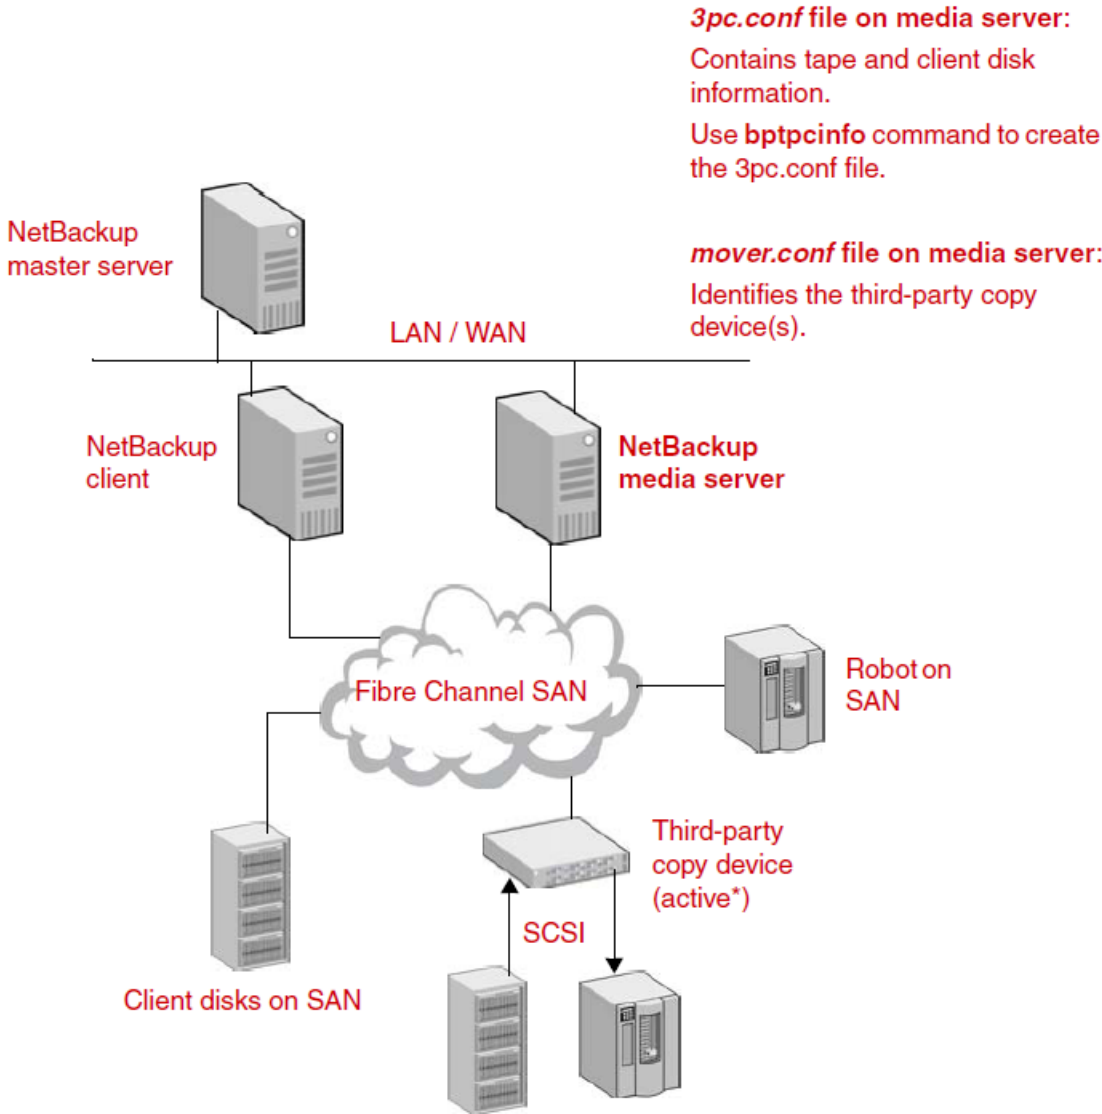 3pc.conf file on media server:
Contains tape and client disk
information.
Use bptpcinfo command to create
the 3pc.conf file.
mover.conf file on media server:
Identifies the third-party copy
device(s).
NetBackup
master server
LAN / WAN
NetBackup
client
NetBackup
media server
Fibre Channel SAN
Robot on
SAN
Third-party
copy device
(active*)
SCSI
Client disks on SAN